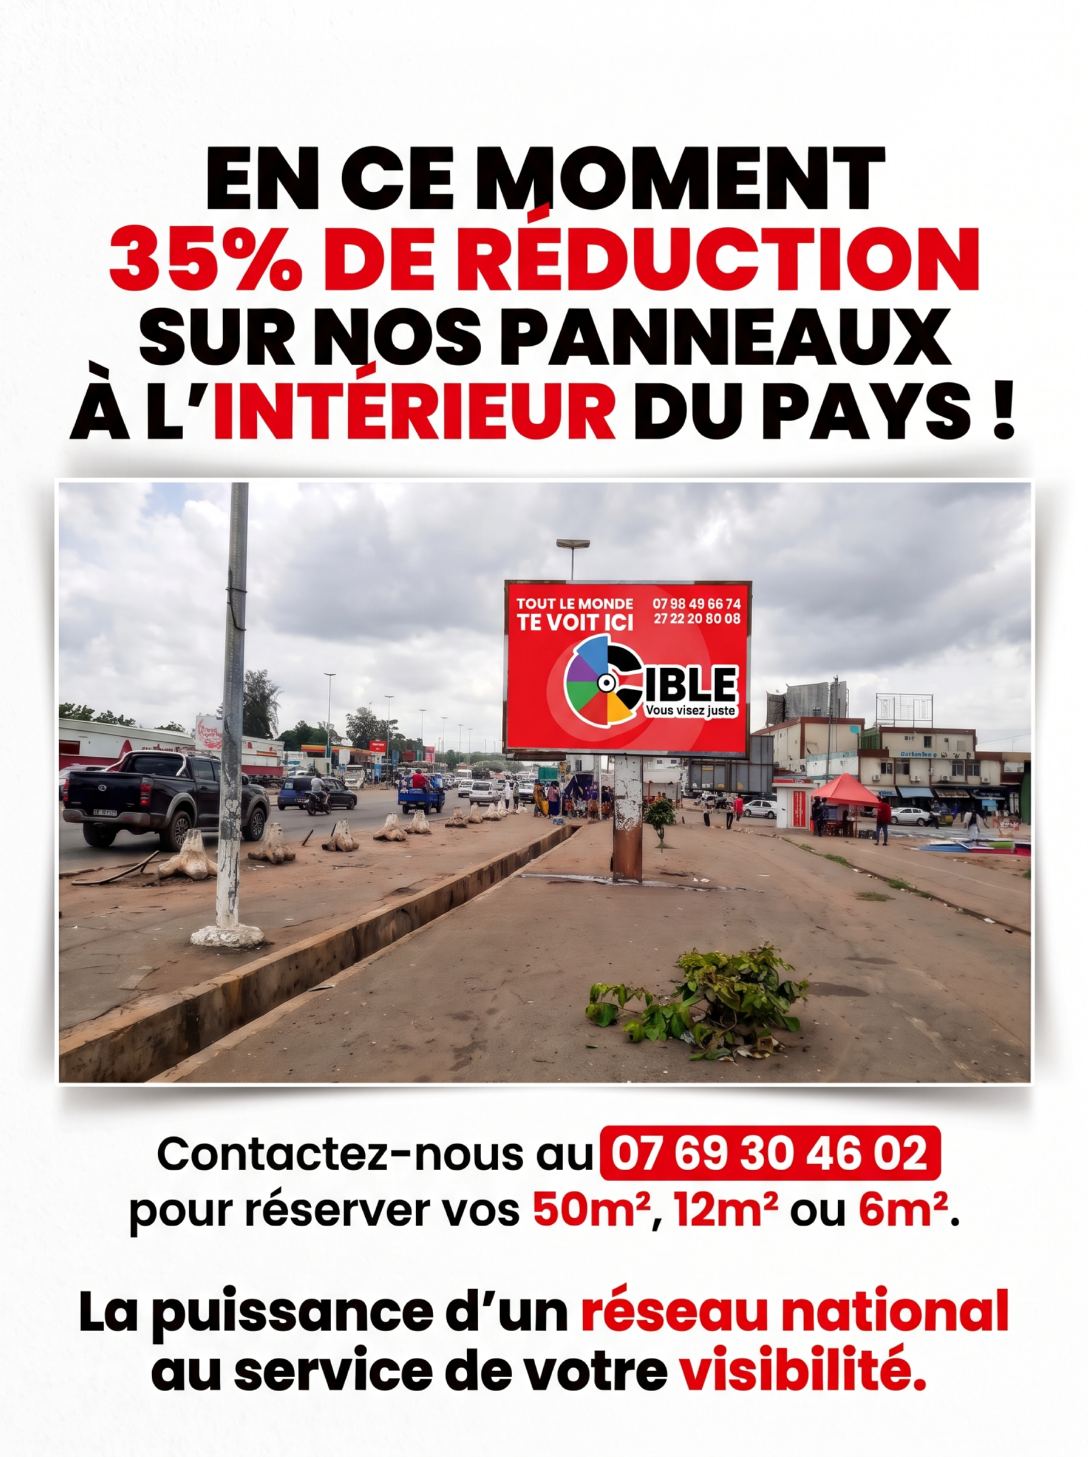 EN CE MOMENT
35% DE RÉDUCTION
SUR NOS PANNEAUX
À L’INTÉRIEUR DU PAYS !
TOUT LE MONDE
TE VOIT ICI
07 98 49 66 74
27 22 20 80 08
CIBLE
Vous visez juste
Contactez-nous au 07 69 30 46 02
pour réserver vos 50m², 12m² ou 6m².
La puissance d’un réseau national
au service de votre visibilité.